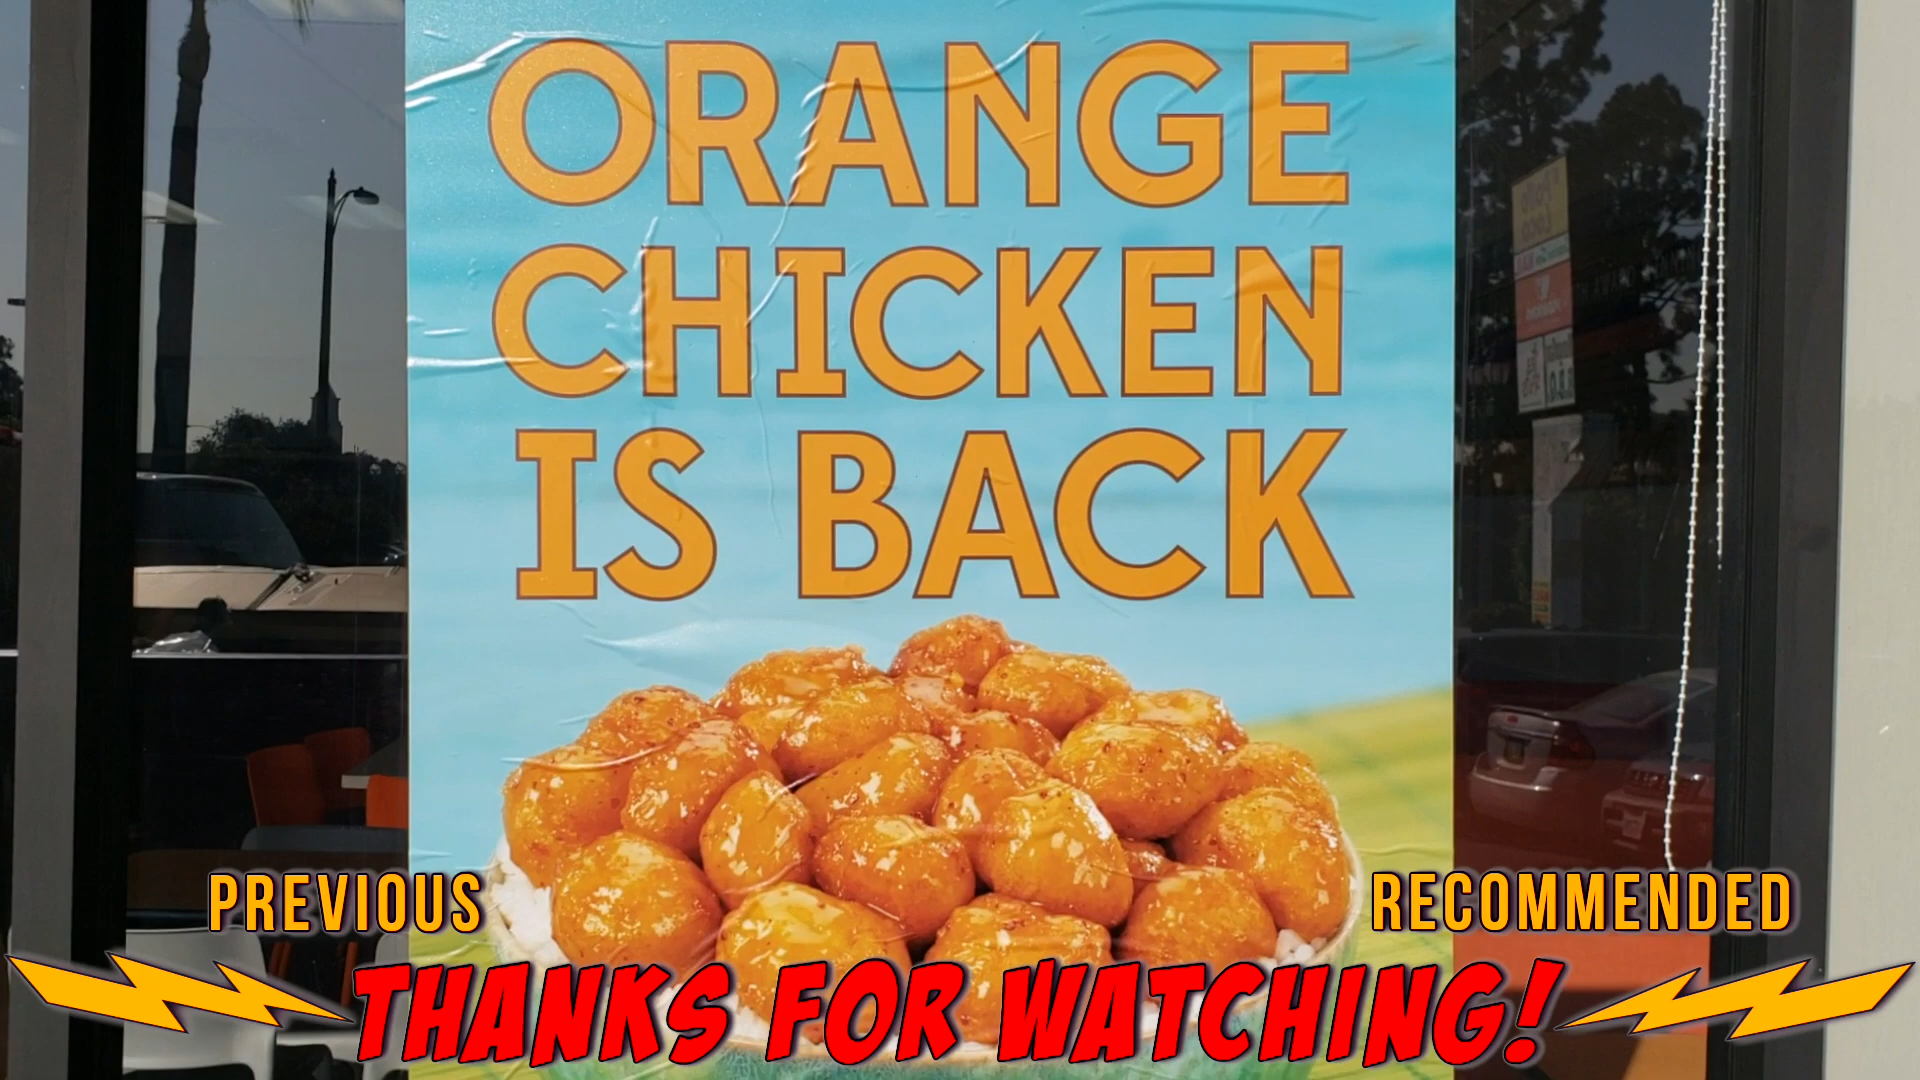 ORANGE
CHICKEN
IS BACK
PREVIOUS
RECOMMENDED
THANKS FOR WATCHING!